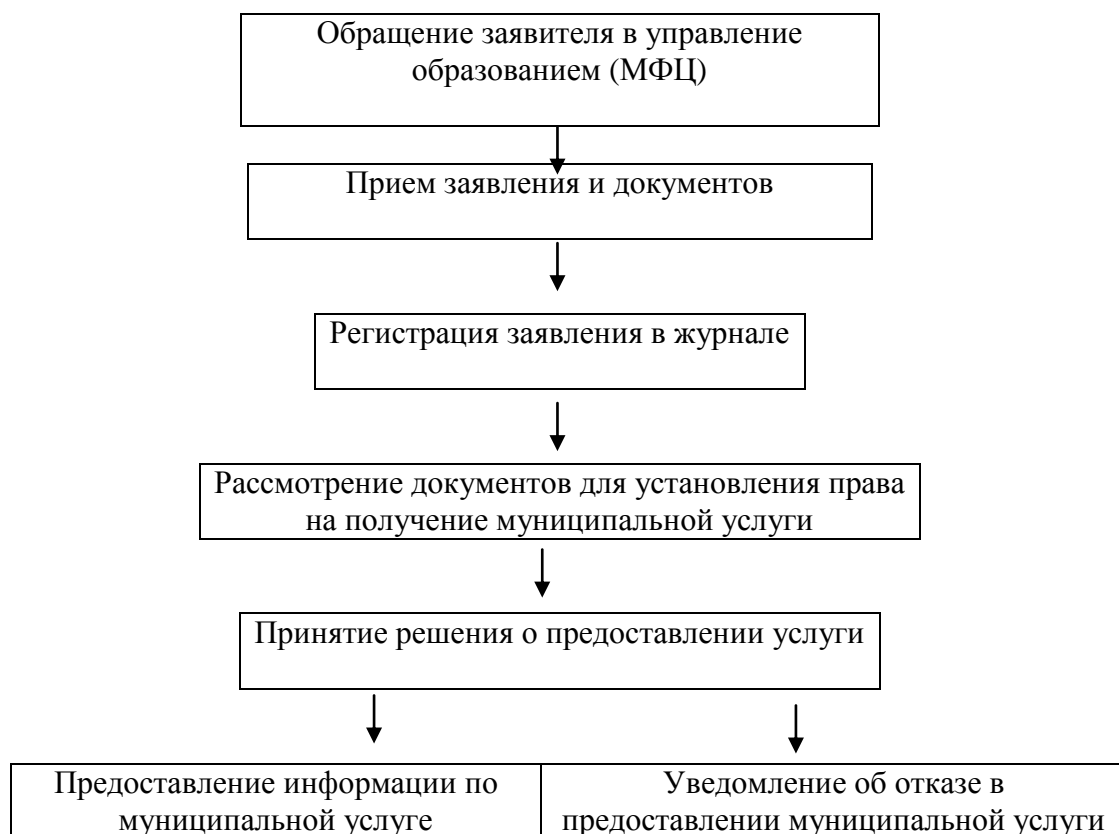 Обращение заявителя в управление
образованием (МФЦ)
Прием заявления и документов
Регистрация заявления в журнале
Рассмотрение документов для установления права
на получение муниципальной услуги
Принятие решения о предоставлении услуги
Предоставление информации по
муниципальной услуге
Уведомление об отказе в
предоставлении муниципальной услуги